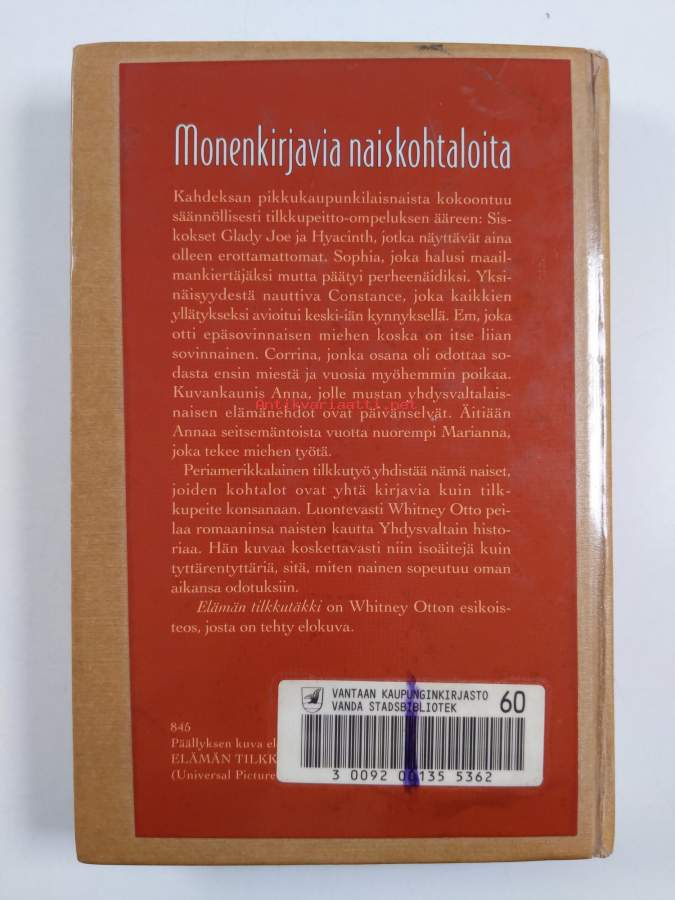 Monenkirjavia naiskohtaloita
Kahdeksan pikkukaupunkilaisnaista kokoontuu
säännöllisesti tilkkupeitto-ompeluksen ääreen: Sis-
kokset Glady Joe ja Hyacinth, jotka näyttävät aina
olleen erottamattomat. Sophia, joka halusi maail-
mankiertäjäksi mutta päätyi perheenäidiksi. Yksi-
näisyydestä nauttiva Constance, joka kaikkien
yllätykseksi avioitui keski-iän kynnyksellä. Em, joka
otti epäsovinnaisen miehen koska on itse liian
sovinnainen. Corrina, jonka osana oli odottaa so-
dasta ensin miestä ja vuosia myöhemmin poikaa.
Kuvankaunis Anna, jolle mustan yhdysvaltalais-
antikvariaatti.net
naisen elämänehdot ovat päivänselvät. Äitiään
Annaa seitsemäntoista vuotta nuorempi Marianna,
joka tekee miehen työtä.
Periamerikkalainen tilkkutyö yhdistää nämä naiset,
joiden kohtalot ovat yhtä kirjavia kuin tilk-
kupeite konsanaan. Luontevasti Whitney Otto pei-
laa romaaninsa naisten kautta Yhdysvaltain histo-
riaa. Hän kuvaa koskettavasti niin isoäitejä kuin
tyttärentyttäriä, sitä, miten nainen sopeutuu oman
aikansa odotuksiin.
Elämän tilkkutäkki on Whitney Otton esikois-
teos, josta on tehty elokuva.
VANTAAN KAUPUNGINKIRJASTO
VANDA STADSBIBLIOTEK
60
3 0092 00135 5362
845
Päällyksen kuva el
ELÄMÄN TILKK
(Universal Picture